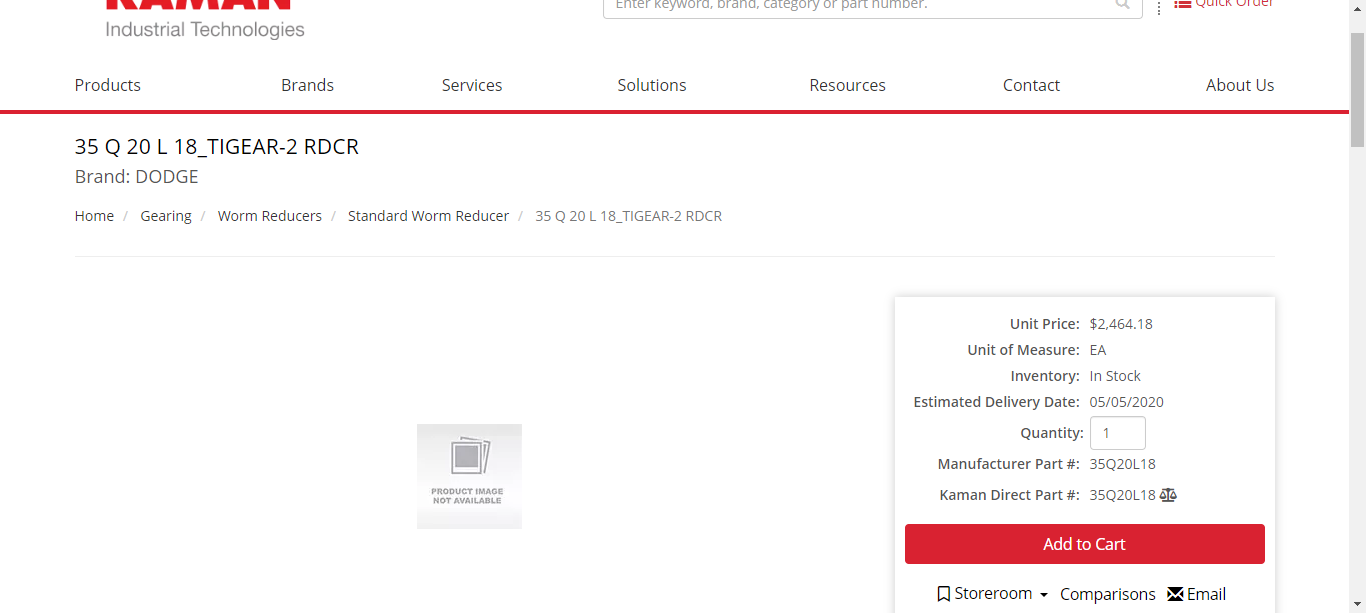 KAMAN
Industrial Technologies
Enter keyword, brand, category or part number.
Quick Order
Products Brands Services Solutions Resources Contact About Us
35 Q 20 L 18_TIGEAR-2 RDCR
Brand: DODGE
Home / Gearing / Worm Reducers / Standard Worm Reducer / 35 Q 20 L 18_TIGEAR-2 RDCR
Unit Price: $2,464.18
Unit of Measure: EA
Inventory: In Stock
Estimated Delivery Date: 05/05/2020
Quantity: 1
Manufacturer Part #: 35Q20L18
Kaman Direct Part #: 35Q20L18
PRODUCT IMAGE
NOT AVAILABLE
Add to Cart
Storeroom Comparisons Email